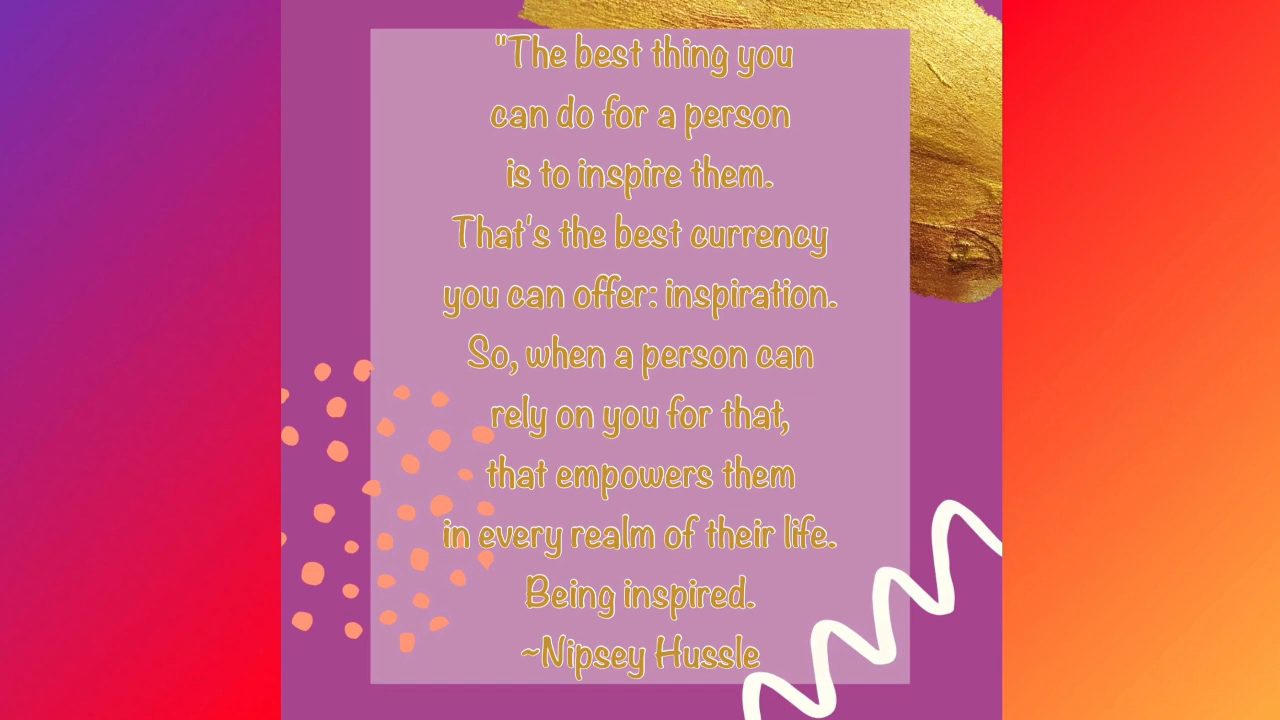 "The best thing you
can do for a person
is to inspire them.
That's the best currency
you can offer: inspiration.
So, when a person can
rely on you for that,
that empowers them
in every realm of their life.
Being inspired.
~Nipsey Hussle